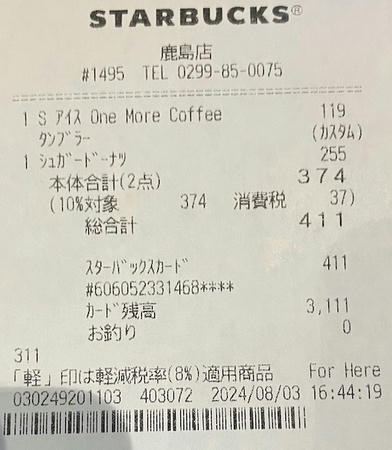 STARBUCKS®
鹿島店
#1495 TEL 0299-85-0075
1 S ｱｲｽ One More Coffee 119
ﾀﾝﾌﾞﾗｰ (ｶｽﾀﾑ)
1 ｼｭｶﾞｰﾄﾞｰﾅﾂ 255
本体合計(2点) 374
(10%対象 374 消費税 37)
総合計 411
ｽﾀｰﾊﾞｯｸｽｶｰﾄﾞ 411
#606052331468****
ｶｰﾄﾞ残高 3,111
お釣り 0
311
「軽」印は軽減税率(8%)適用商品 For Here
030249201103 403072 2024/08/03 16:44:19